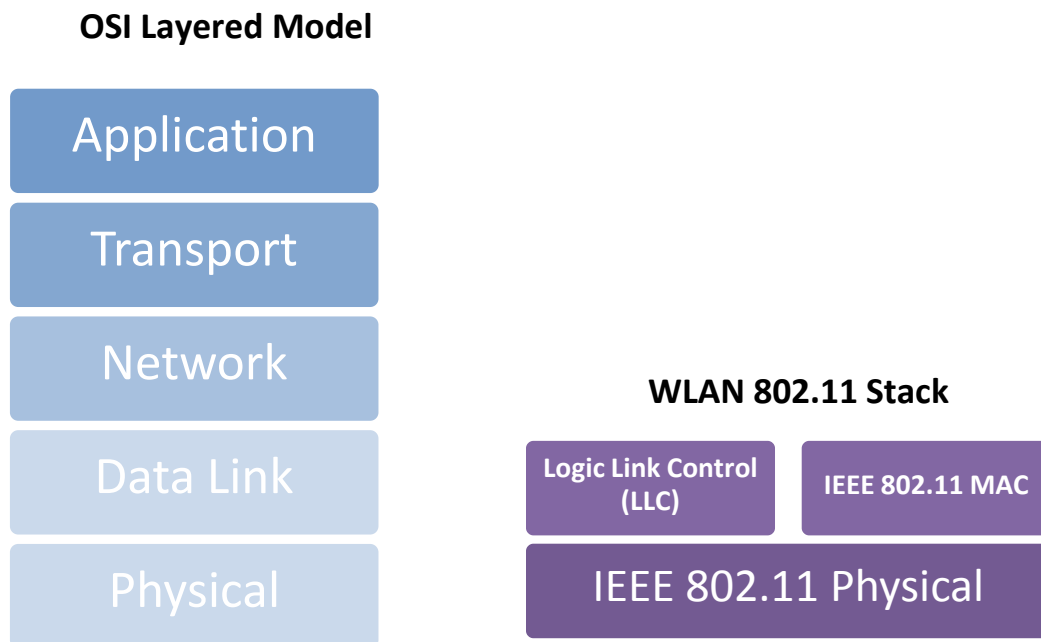 OSI Layered Model
Application
Transport
Network
Data Link
Physical
WLAN 802.11 Stack
Logic Link Control
(LLC)
IEEE 802.11 MAC
IEEE 802.11 Physical